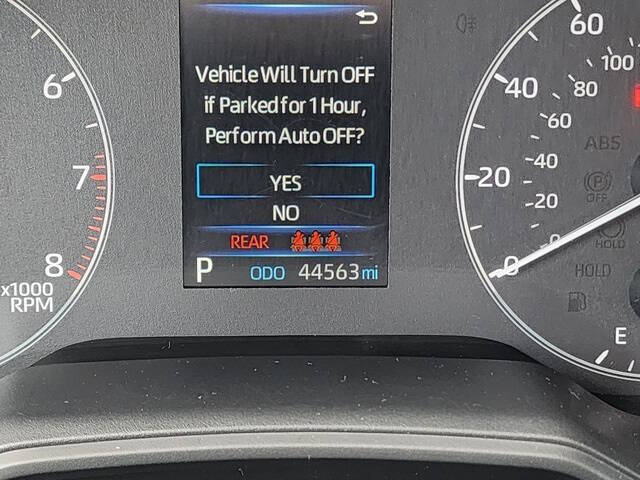 Vehicle Will Turn OFF
if Parked for 1 Hour,
Perform Auto OFF?
YES
NO
REAR
P ODO 44563 mi
6
7
8
x1000
RPM
60
40
20
0
100
80
60
40
20
0
ABS
OFF
HOLD
HOLD
E